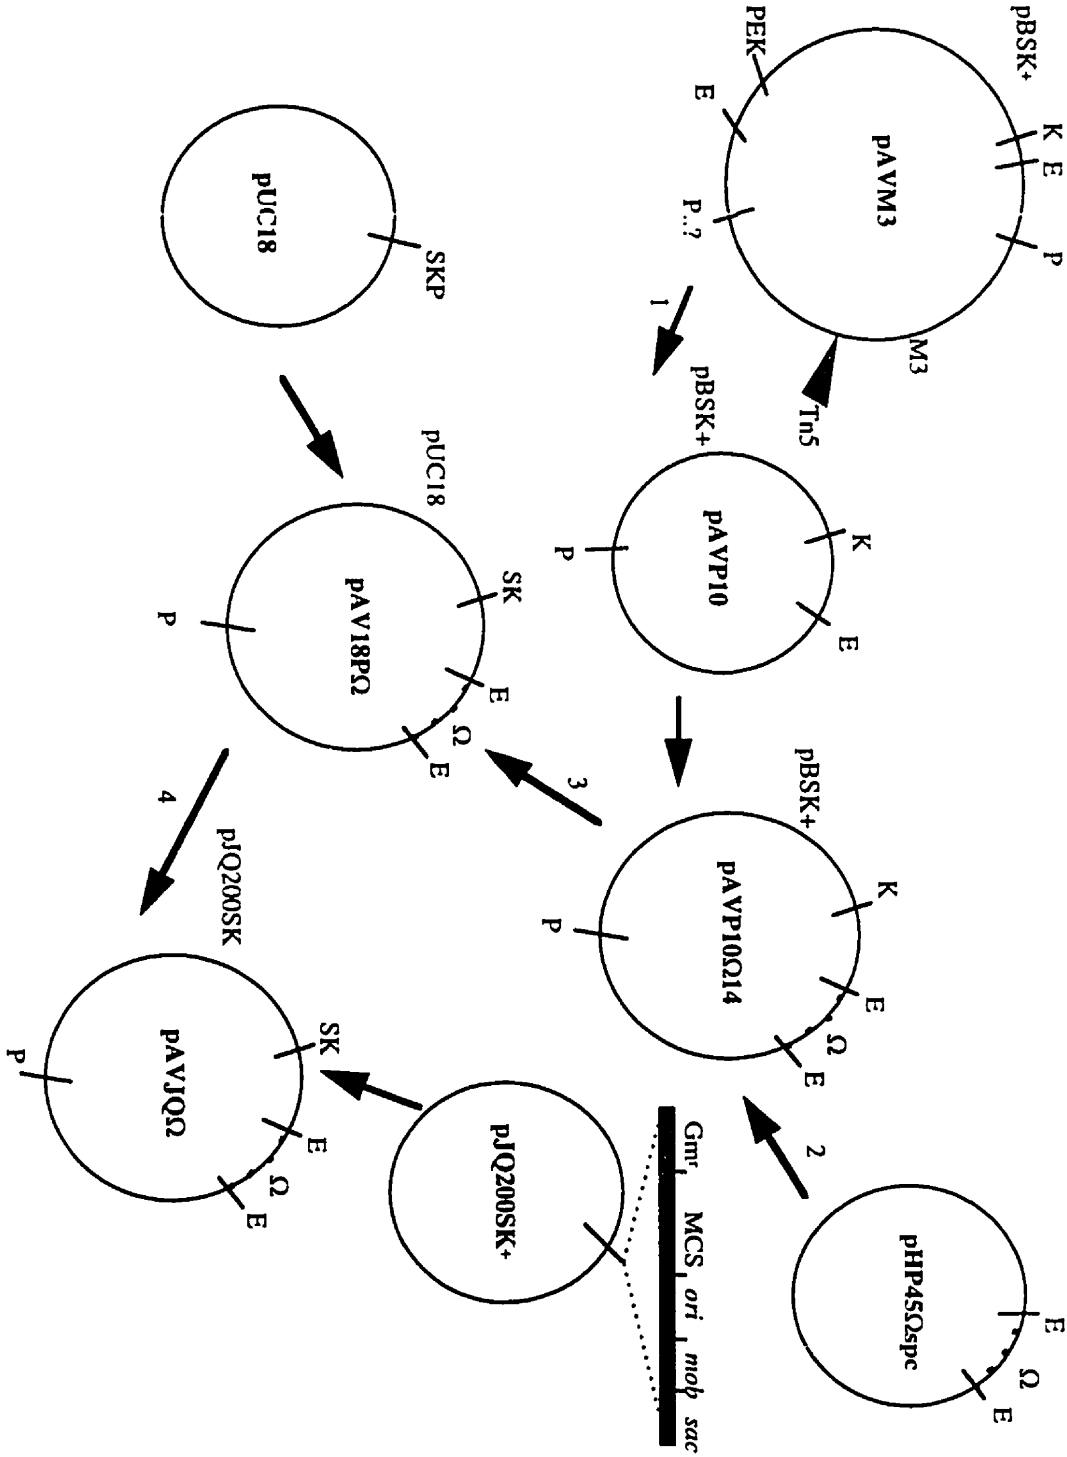 pBSK+
K
E
P
M3
Tn5
P..?
E
PEK
pAVM3
1
pBSK+
K
E
P
pAVP10
pBSK+
K
E
Ω
E
P
pAVP10Ω14
2
E
Ω
E
pHP45Ωspc
SKP
pUC18
3
pUC18
SK
E
Ω
E
P
pAV18PΩ
4
Gmʳ MCS ori mob sac
pJQ200SK+
pJQ200SK
SK
E
Ω
E
P
pAVJQΩ